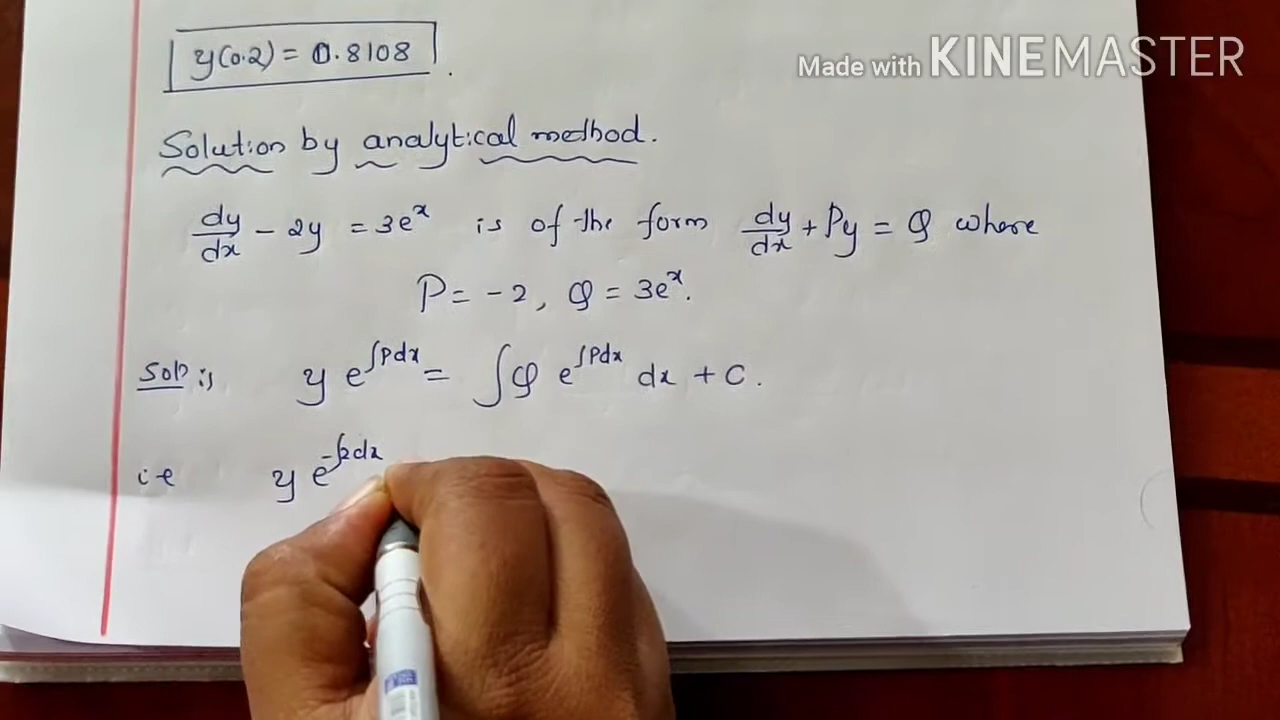 Made with KINEMASTER
y(0.2) = 0.8108
Solution by analytical method.
dy/dx - 2y = 3e^x is of the form dy/dx + Py = Q where
P = -2, Q = 3e^x.
Soln is y e^∫Pdx = ∫Q e^∫Pdx dx + C.
i.e y e^-∫2dx